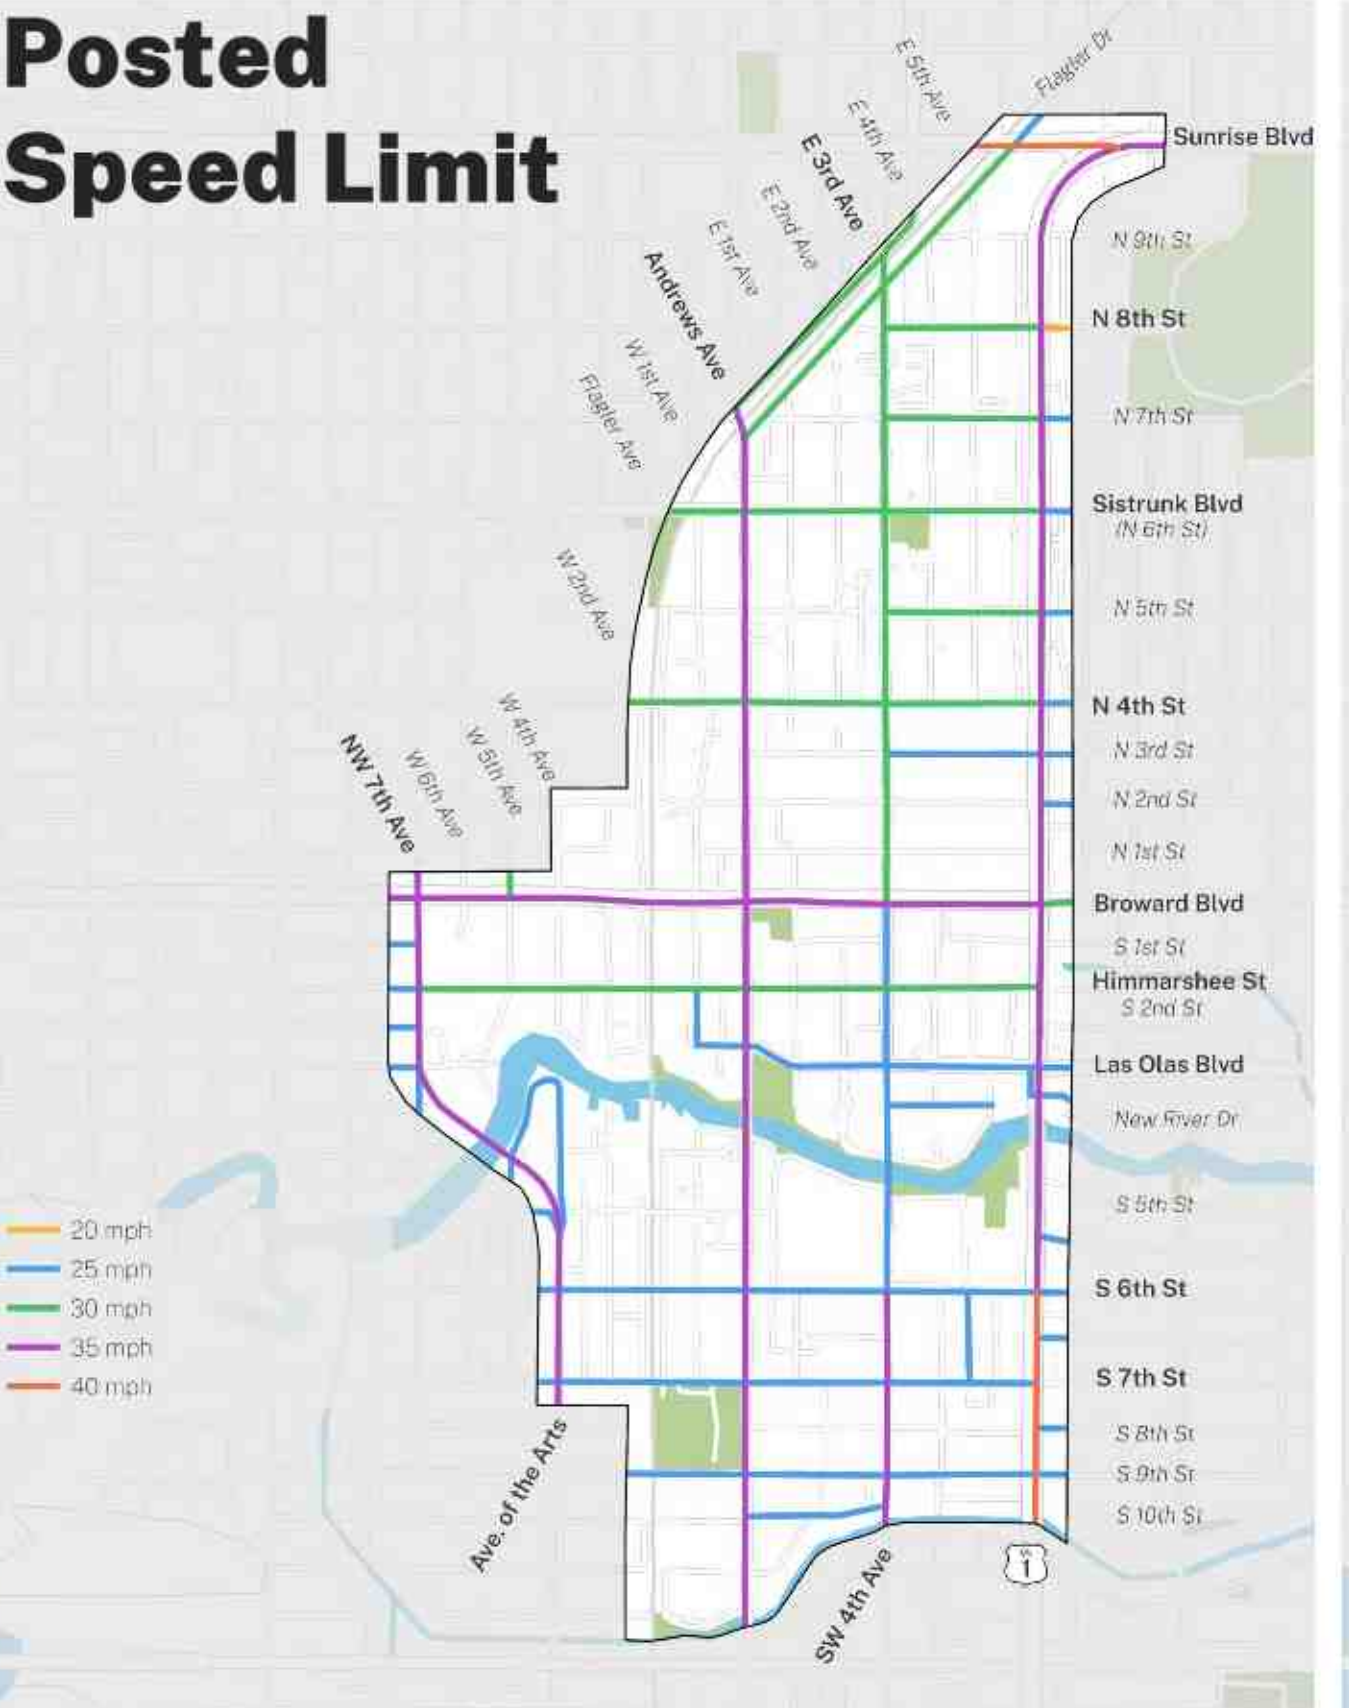 Posted
Speed Limit
Flagler Dr
E 5th Ave
E 4th Ave
E 3rd Ave
E 2nd Ave
E 1st Ave
Andrews Ave
W 1st Ave
Flagler Ave
W 2nd Ave
W 4th Ave
W 5th Ave
W 6th Ave
NW 7th Ave
Sunrise Blvd
N 9th St
N 8th St
N 7th St
Sistrunk Blvd
(N 6th St)
N 5th St
N 4th St
N 3rd St
N 2nd St
N 1st St
Broward Blvd
S 1st St
Himmarshee St
S 2nd St
Las Olas Blvd
New River Dr
S 5th St
S 6th St
S 7th St
S 8th St
S 9th St
S 10th St
20 mph
25 mph
30 mph
35 mph
40 mph
Ave. of the Arts
SW 4th Ave
1